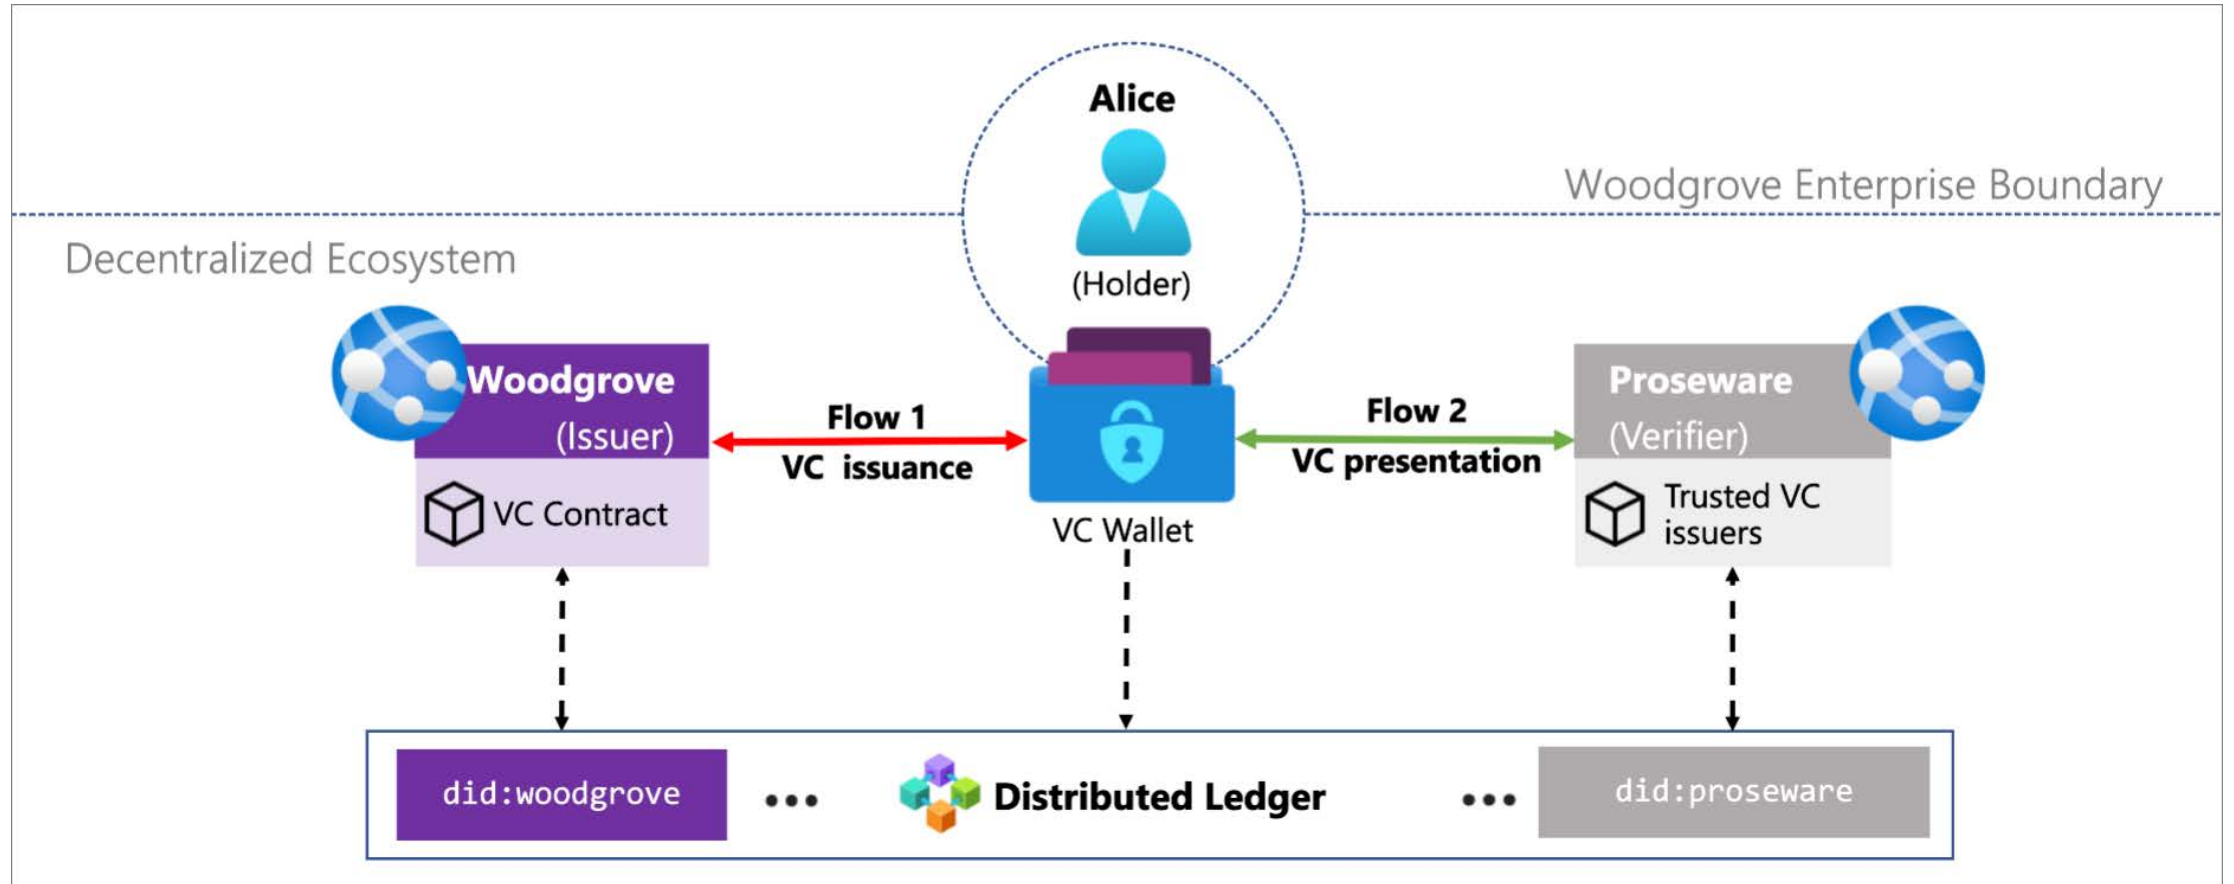 Alice
(Holder)
Woodgrove Enterprise Boundary
Decentralized Ecosystem
Woodgrove
(Issuer)
VC Contract
Flow 1
VC issuance
VC Wallet
Flow 2
VC presentation
Proseware
(Verifier)
Trusted VC
issuers
did:woodgrove
Distributed Ledger
did:proseware